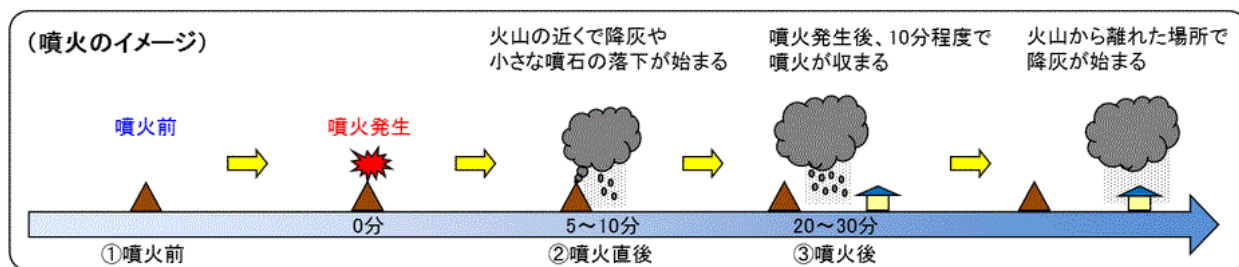 (噴火のイメージ)
火山の近くで降灰や
小さな噴石の落下が始まる
噴火発生後、10分程度で
噴火が収まる
火山から離れた場所で
降灰が始まる
噴火前
噴火発生
0分
5～10分
20～30分
①噴火前
②噴火直後
③噴火後